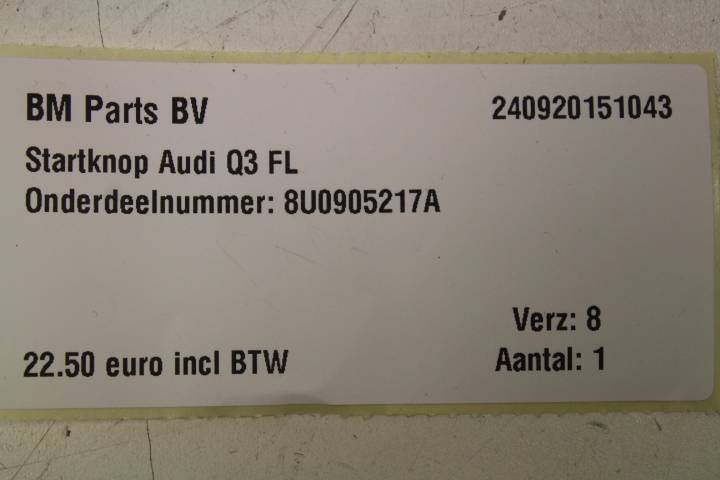 BM Parts BV 240920151043
Startknop Audi Q3 FL
Onderdeelnummer: 8U0905217A
Verz: 8
22.50 euro incl BTW Aantal: 1